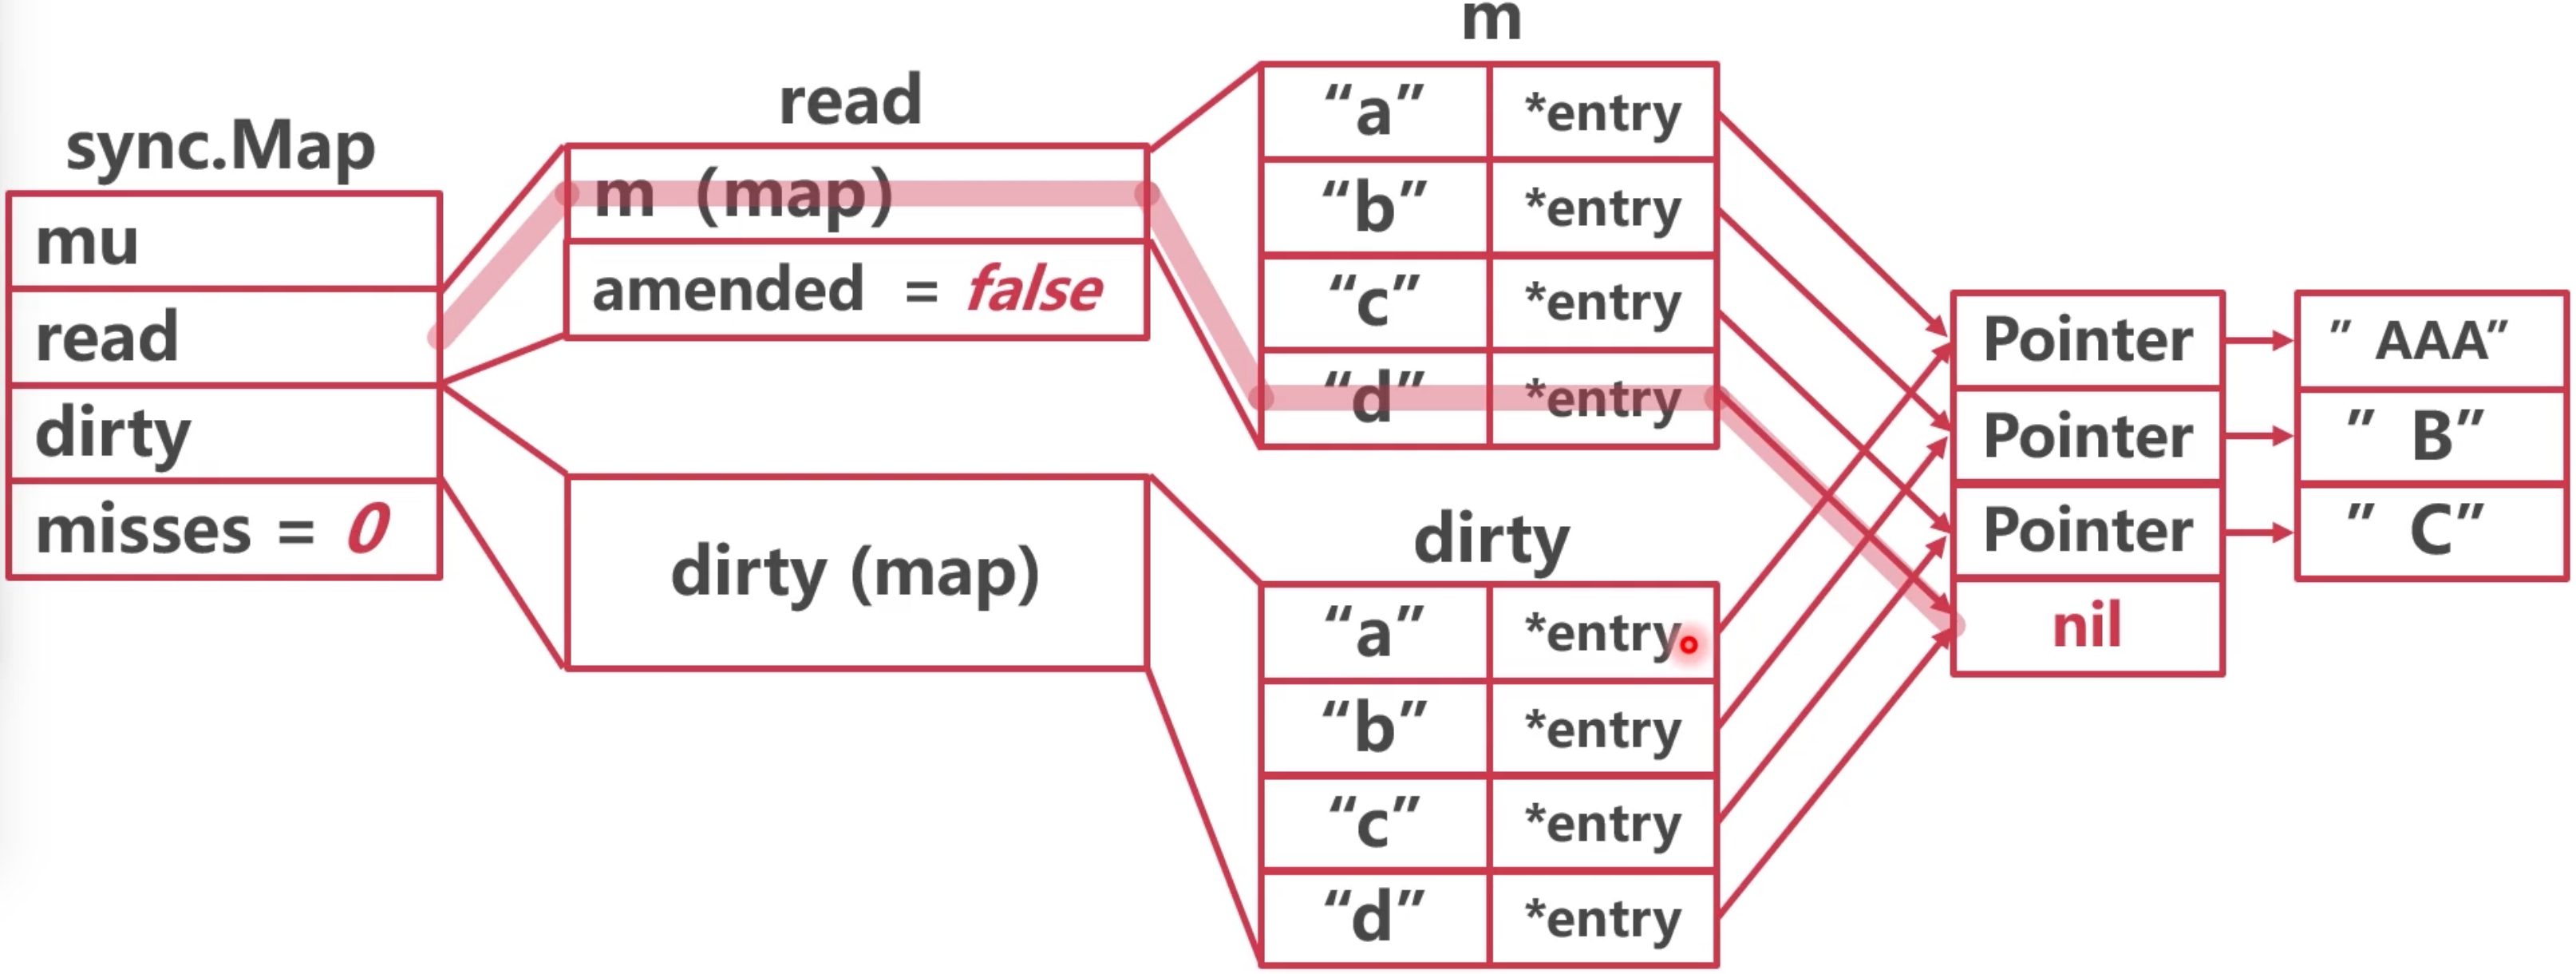 sync.Map
mu
read
dirty
misses = 0
read
m (map)
amended = false
dirty (map)
m
“a” *entry
“b” *entry
“c” *entry
“d” *entry
dirty
“a” *entry
“b” *entry
“c” *entry
“d” *entry
Pointer ” AAA”
Pointer ” B”
Pointer ” C”
nil